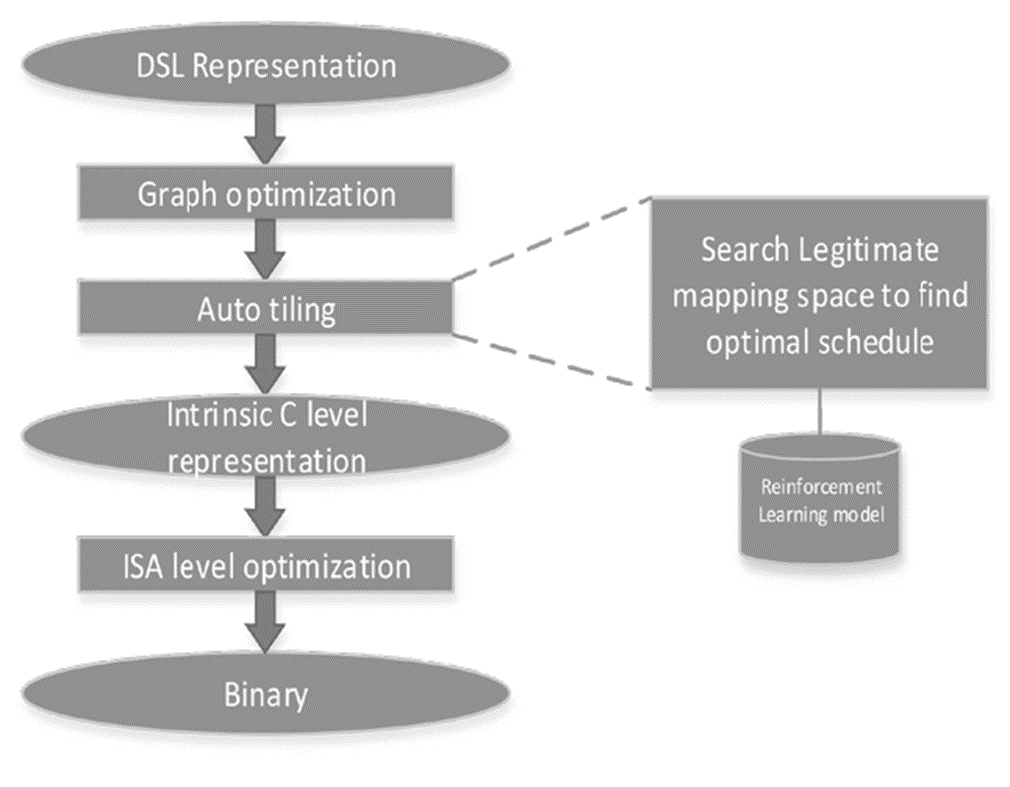 DSL Representation
Graph optimization
Auto tiling
Search Legitimate
mapping space to find
optimal schedule
Intrinsic C level
representation
Reinforcement
Learning model
ISA level optimization
Binary